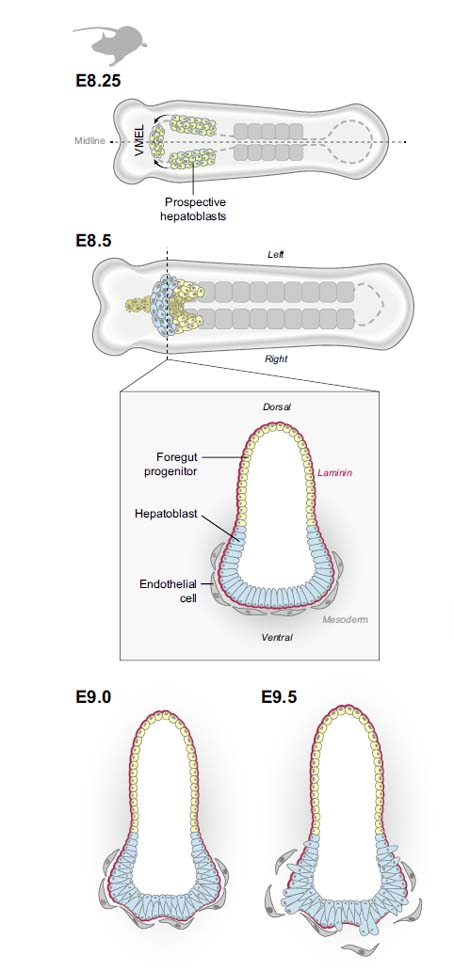 E8.25
Midline
VMEL
Prospective
hepatoblasts
E8.5
Left
Right
Dorsal
Foregut
progenitor
Laminin
Hepatoblast
Endothelial
cell
Mesoderm
Ventral
E9.0
E9.5